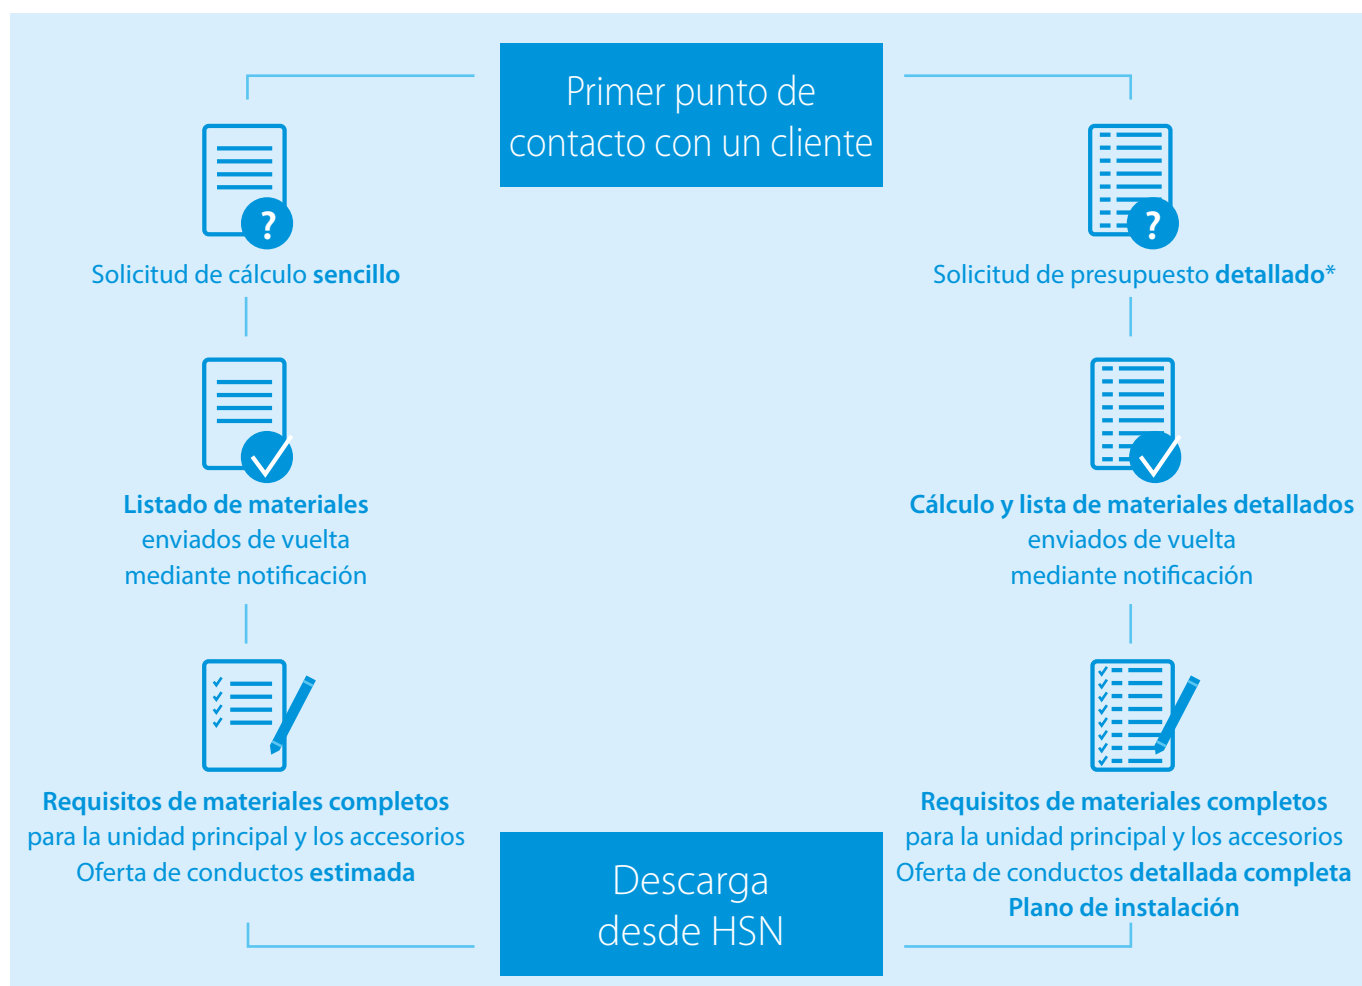 Primer punto de
contacto con un cliente
?
Solicitud de cálculo sencillo
Listado de materiales
enviados de vuelta
mediante notificación
Requisitos de materiales completos
para la unidad principal y los accesorios
Oferta de conductos estimada
?
Solicitud de presupuesto detallado*
Cálculo y lista de materiales detallados
enviados de vuelta
mediante notificación
Requisitos de materiales completos
para la unidad principal y los accesorios
Oferta de conductos detallada completa
Plano de instalación
Descarga
desde HSN